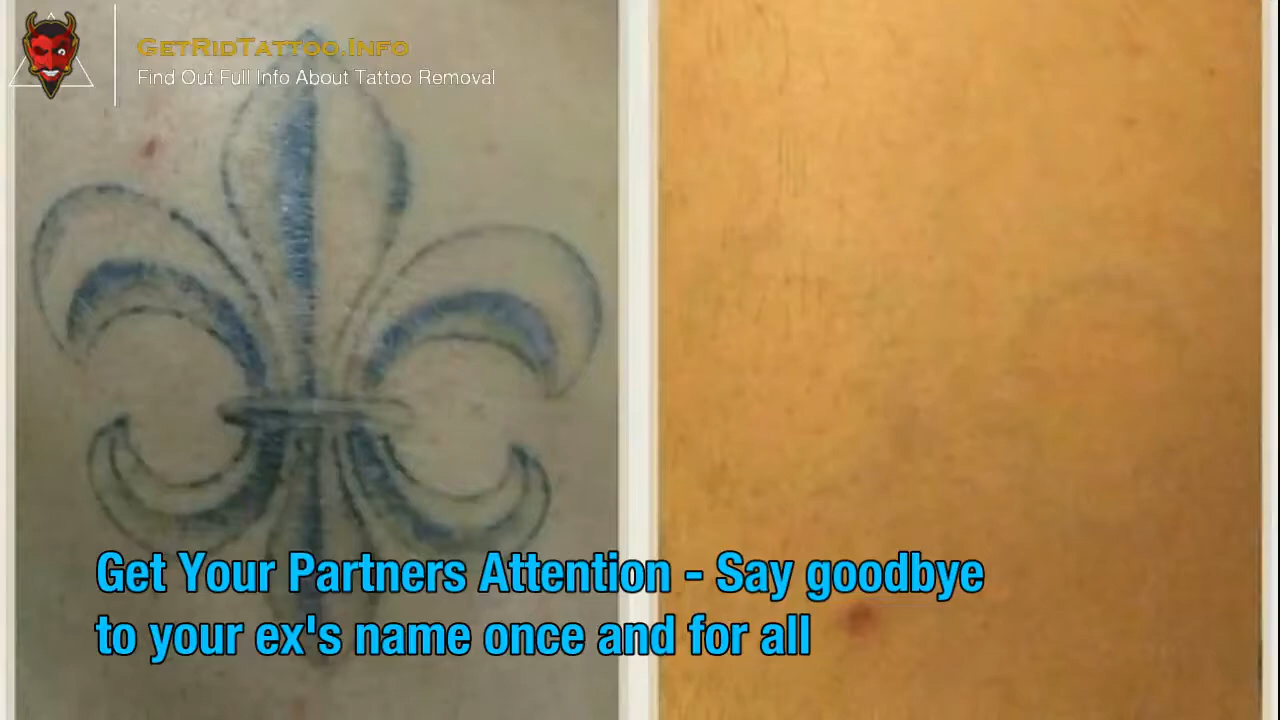 GetRidTattoo.Info
Find Out Full Info About Tattoo Removal
Get Your Partners Attention - Say goodbye
to your ex's name once and for all